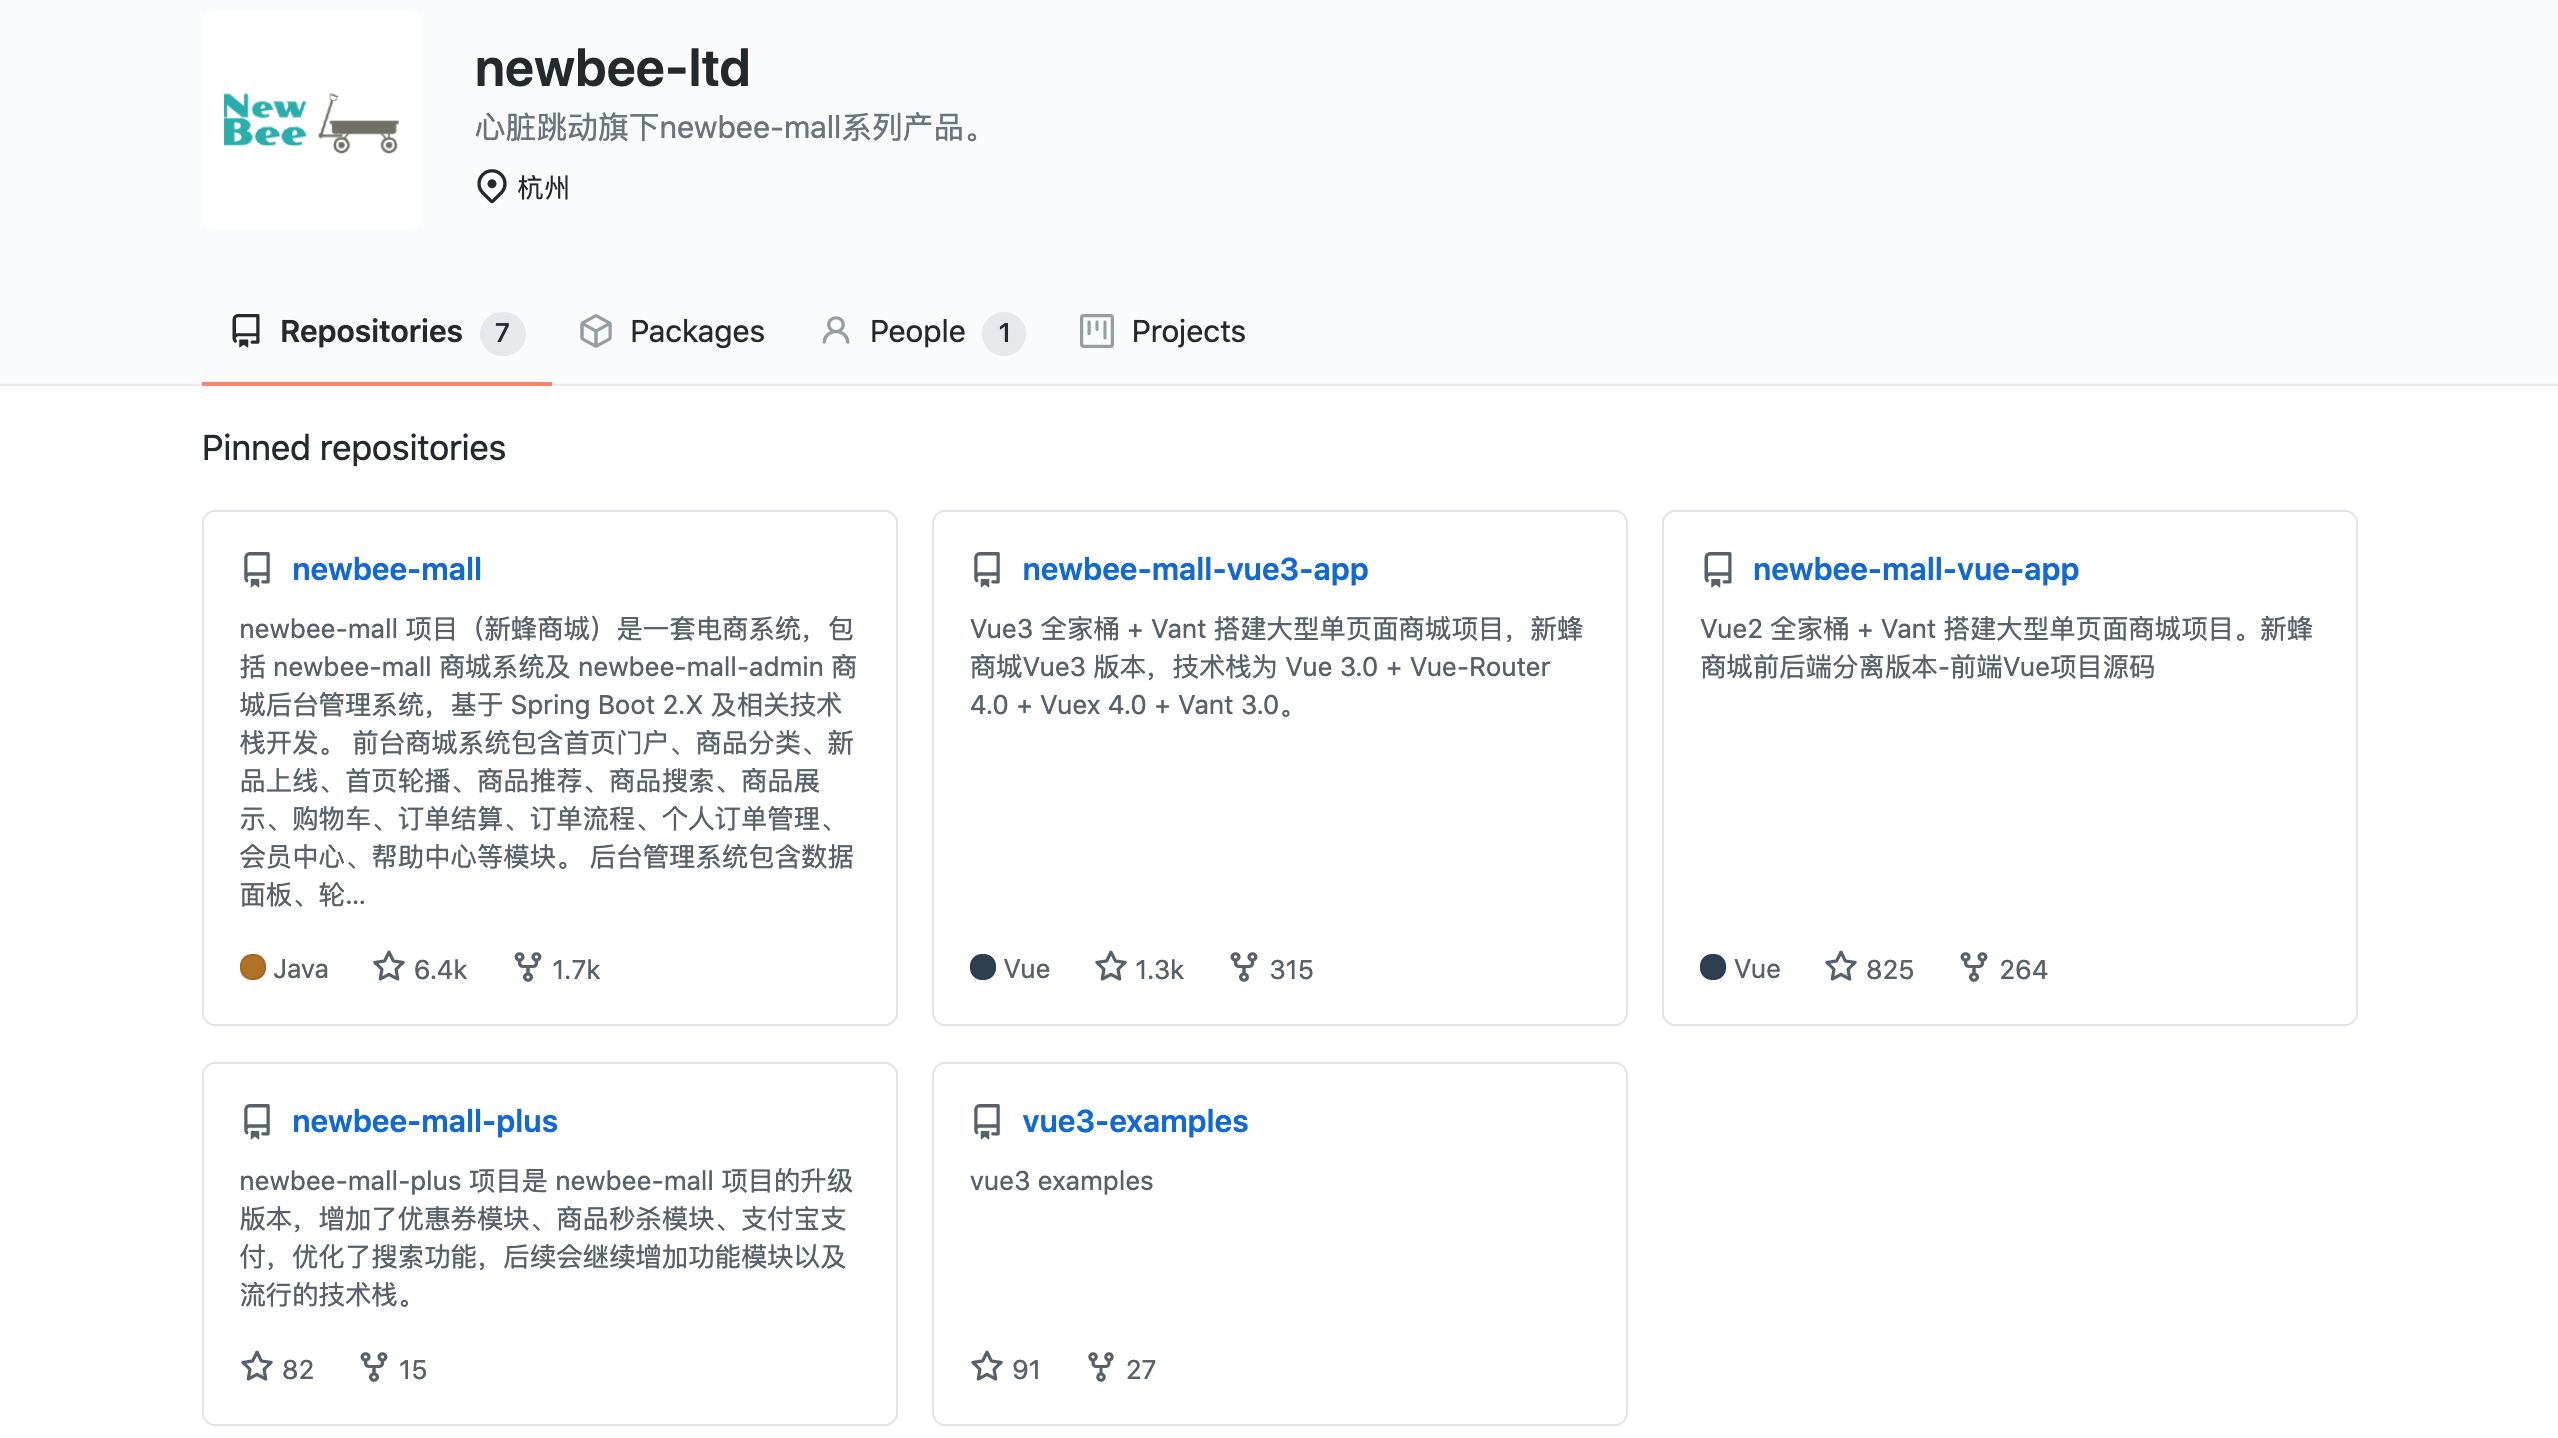 New
Bee
newbee-ltd
心脏跳动旗下newbee-mall系列产品。
杭州
Repositories 7 Packages People 1 Projects
Pinned repositories
newbee-mall
newbee-mall 项目（新蜂商城）是一套电商系统，包
括 newbee-mall 商城系统及 newbee-mall-admin 商
城后台管理系统，基于 Spring Boot 2.X 及相关技术
栈开发。 前台商城系统包含首页门户、商品分类、新
品上线、首页轮播、商品推荐、商品搜索、商品展
示、购物车、订单结算、订单流程、个人订单管理、
会员中心、帮助中心等模块。 后台管理系统包含数据
面板、轮...
Java 6.4k 1.7k
newbee-mall-vue3-app
Vue3 全家桶 + Vant 搭建大型单页面商城项目，新蜂
商城Vue3 版本，技术栈为 Vue 3.0 + Vue-Router
4.0 + Vuex 4.0 + Vant 3.0。
Vue 1.3k 315
newbee-mall-vue-app
Vue2 全家桶 + Vant 搭建大型单页面商城项目。新蜂
商城前后端分离版本-前端Vue项目源码
Vue 825 264
newbee-mall-plus
newbee-mall-plus 项目是 newbee-mall 项目的升级
版本，增加了优惠券模块、商品秒杀模块、支付宝支
付，优化了搜索功能，后续会继续增加功能模块以及
流行的技术栈。
82 15
vue3-examples
vue3 examples
91 27